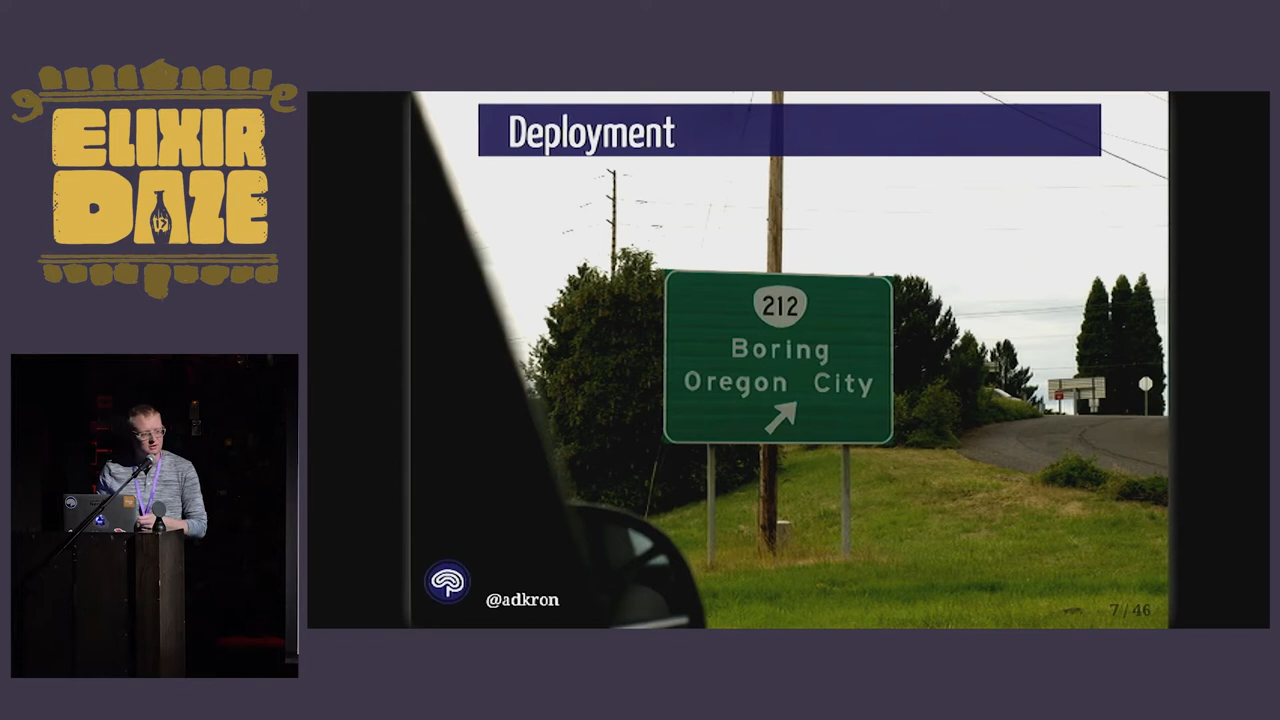 ELIXIR
DAZE
Deployment
212
Boring
Oregon City
@adkron
7 / 46